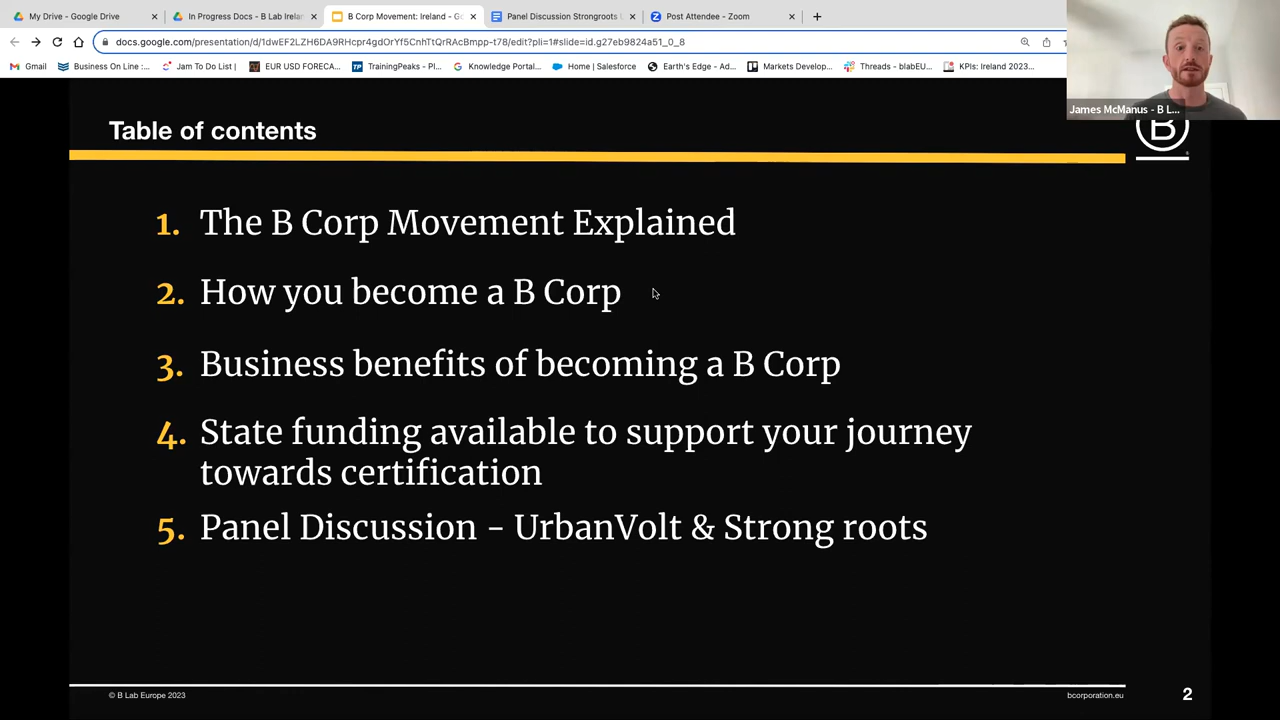 My Drive - Google Drive
In Progress Docs - B Lab Irelan
B Corp Movement: Ireland - G
Panel Discussion Strongroots
Post Attendee - Zoom
docs.google.com/presentation/d/1dwEF2LZH6DA9RHcpr4gdOrYf5CnhTtQrRAcBmpp-t78/edit?pli=1#slide=id.g27eb9824a51_0_8
Gmail
Business On Line :...
Jam To Do List |
EUR USD FORECA...
TrainingPeaks - Pl...
Knowledge Portal...
Home | Salesforce
Earth's Edge - Ad...
Markets Develop...
Threads - blabEU...
KPIs: Ireland 2023...
James McManus - B L...
Table of contents
B
1. The B Corp Movement Explained
2. How you become a B Corp
3. Business benefits of becoming a B Corp
4. State funding available to support your journey
towards certification
5. Panel Discussion - UrbanVolt & Strong roots
© B Lab Europe 2023
bcorporation.eu
2